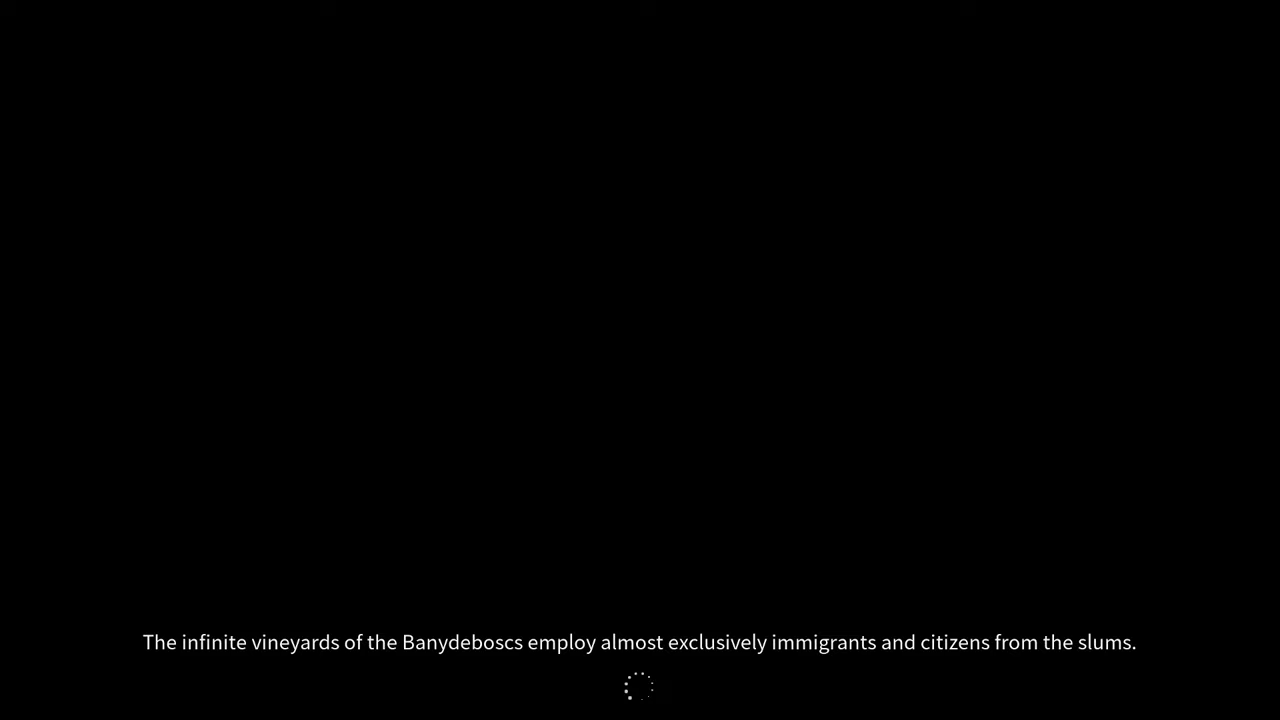 The infinite vineyards of the Banydeboscs employ almost exclusively immigrants and citizens from the slums.